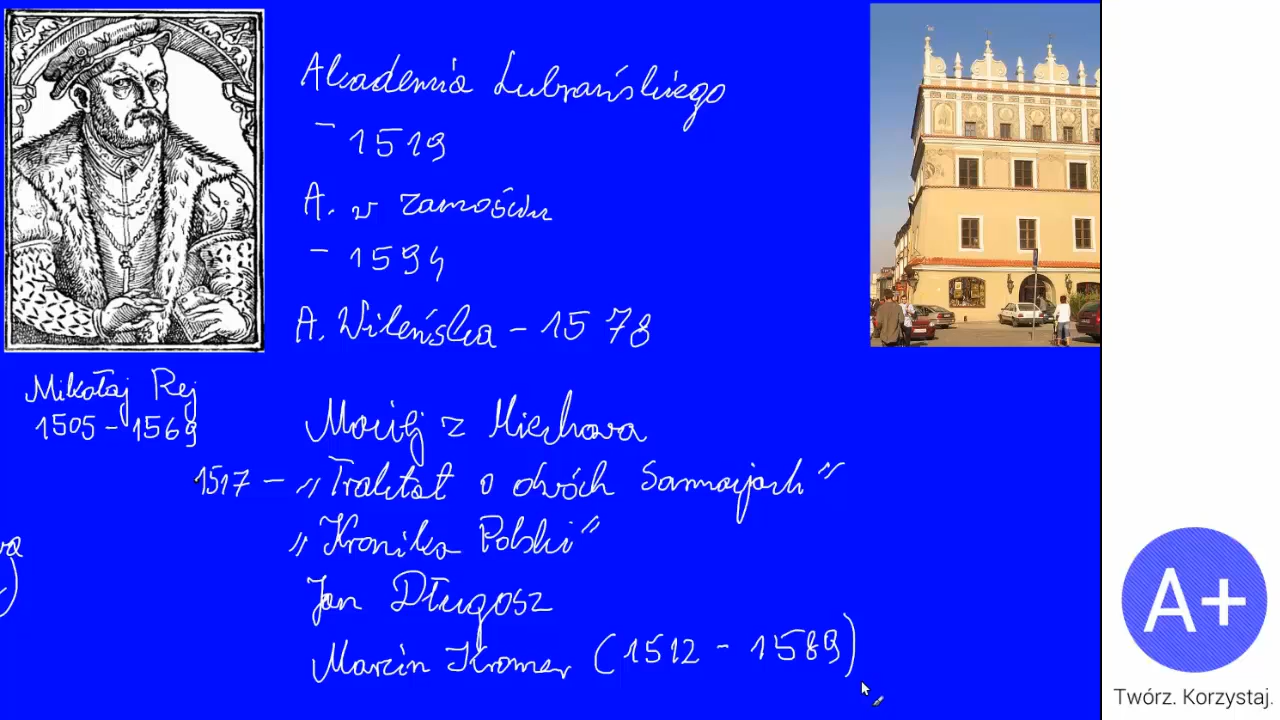 Akademia Lubrańskiego
- 1519
A. w Zamościu
- 1594
A. Wileńska - 1578
Mikołaj Rej
1505 - 1569
Maciej z Miechowa
1517 - „Traktat o dwóch Sarmacjach"
„Kronika Polski"
Jan Długosz
Marcin Kromer (1512 - 1589)
A+
Twórz. Korzystaj.